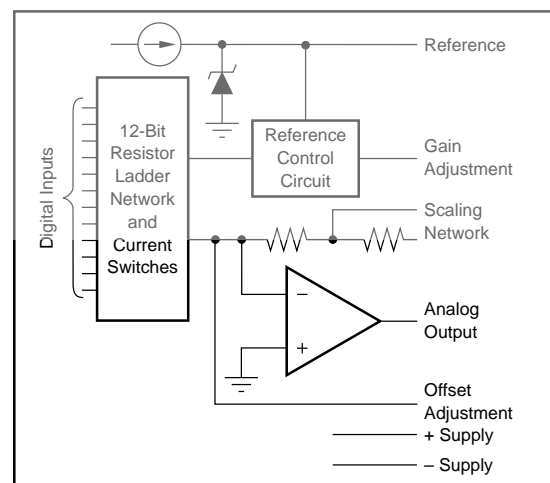 Reference
12-Bit
Resistor
Ladder
Network
and
Current
Switches
Digital Inputs
Reference
Control
Circuit
Gain
Adjustment
Scaling
Network
–
+
Analog
Output
Offset
Adjustment
+ Supply
– Supply